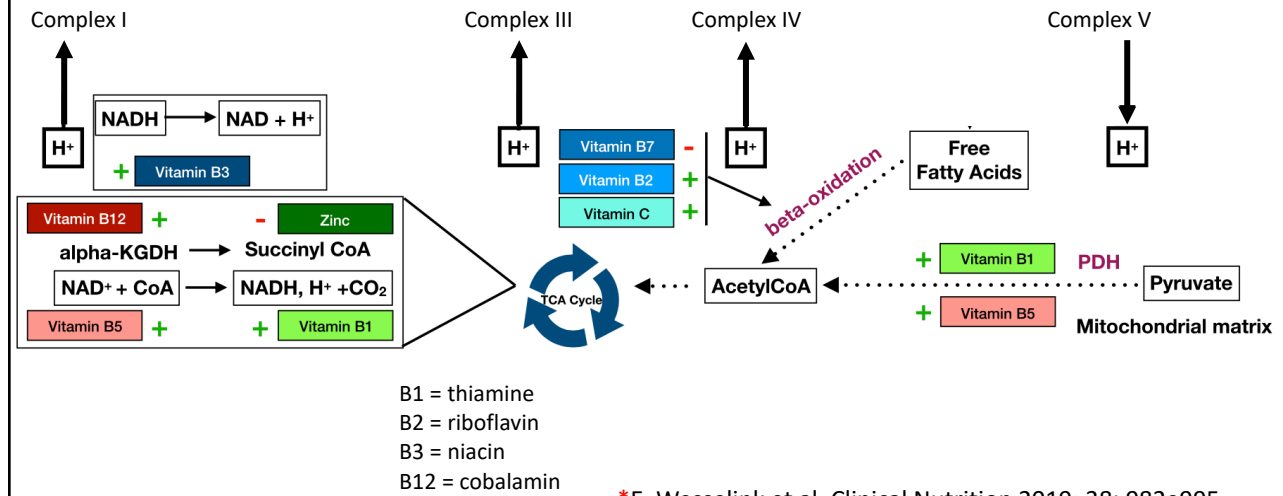 Complex I
Complex III
Complex IV
Complex V
NADH
NAD + H⁺
H⁺
+ Vitamin B3
H⁺
Vitamin B7 -
Vitamin B2 +
Vitamin C +
H⁺
beta-oxidation
Free
Fatty Acids
H⁺
Vitamin B12 +
- Zinc
alpha-KGDH
Succinyl CoA
NAD⁺ + CoA
NADH, H⁺ +CO₂
Vitamin B5 +
+ Vitamin B1
TCA Cycle
AcetylCoA
+ Vitamin B1
PDH
Pyruvate
+ Vitamin B5
Mitochondrial matrix
B1 = thiamine
B2 = riboflavin
B3 = niacin
B12 = cobalamin